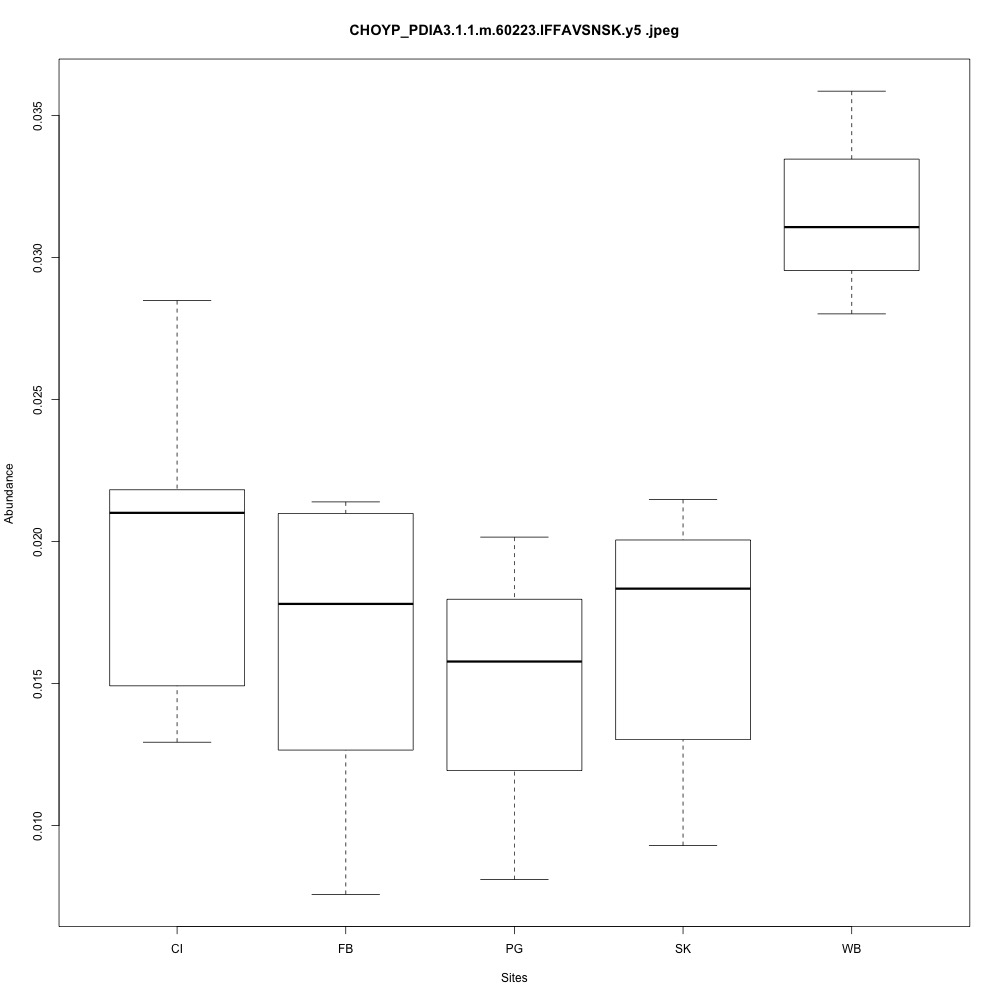 CHOYP_PDIA3.1.1.m.60223.IFFAVSNSK.y5 .jpeg
0.035
0.030
0.025
0.020
0.015
0.010
Abundance
CI FB PG SK WB
Sites